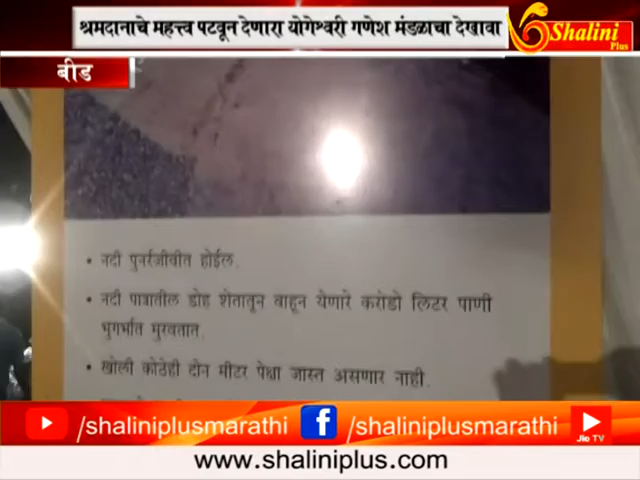 श्रमदानाचे महत्त्व पटवून देणारा योगेश्वरी गणेश मंडळाचा देखावा
Shalini
Plus
बीड
• नदी पुनर्रजीवीत होईल.
• नदी पात्रातील डोह शेतातून वाहून येणारे करोडो लिटर पाणी
भुगर्भात मुरवतात.
• खोली कोठेही दोन मीटर पेक्षा जास्त असणार नाही.
/shaliniplusmarathi
/shaliniplusmarathi
Jio TV
www.shaliniplus.com